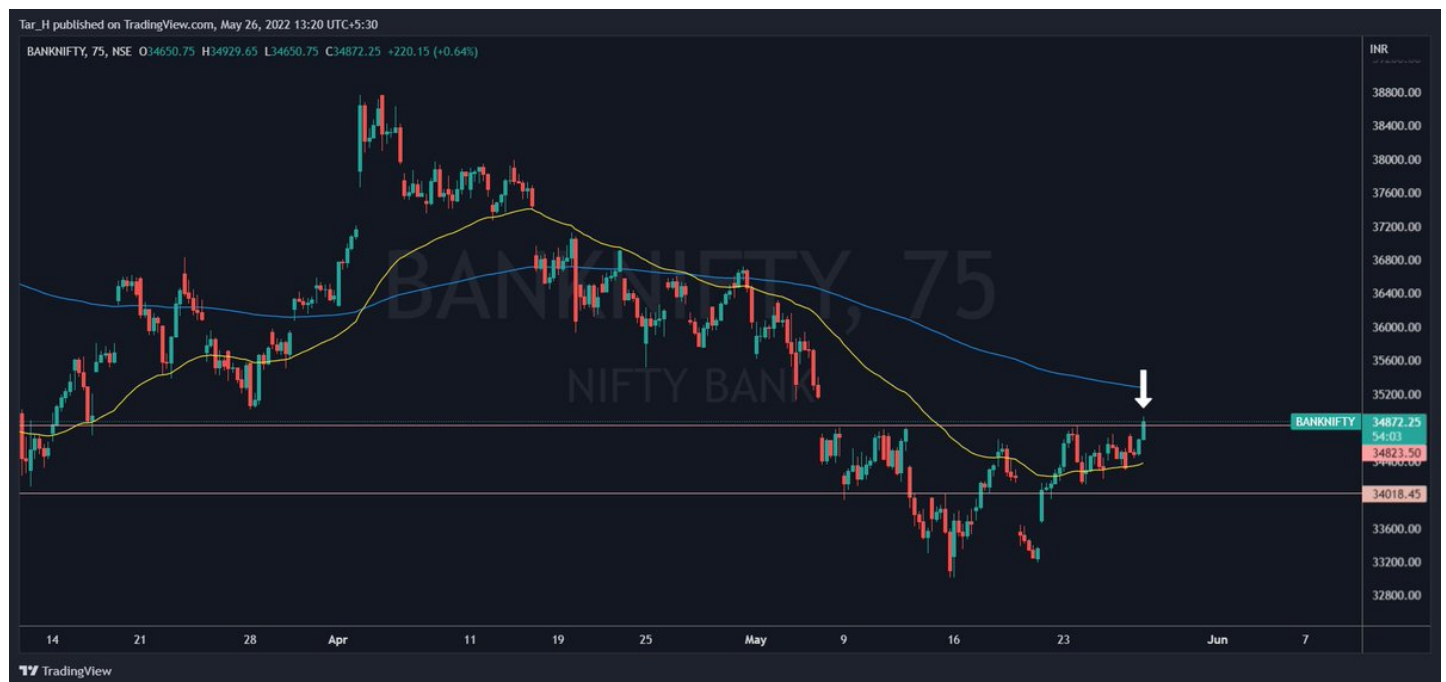 Tar_H published on TradingView.com, May 26, 2022 13:20 UTC+5:30
BANKNIFTY, 75, NSE O34650.75 H34929.65 L34650.75 C34872.25 +220.15 (+0.64%)
INR
38800.00
38400.00
38000.00
37600.00
37200.00
36800.00
36400.00
36000.00
35600.00
35200.00
BANKNIFTY, 75
NIFTY BANK
BANKNIFTY 34872.25
54:03
34823.50
34400.00
34018.45
33600.00
33200.00
32800.00
14 21 28 Apr 11 19 25 May 9 16 23 Jun 7
TradingView